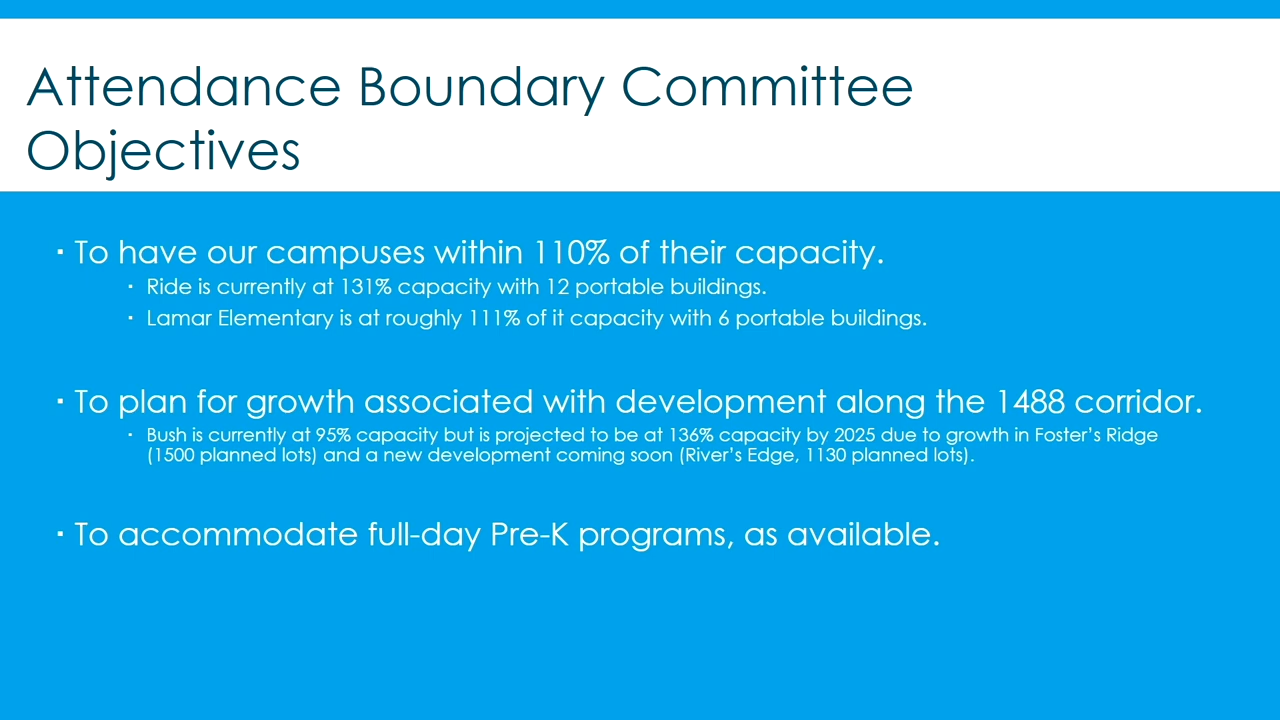 Attendance Boundary Committee
Objectives
▪ To have our campuses within 110% of their capacity.
▪ Ride is currently at 131% capacity with 12 portable buildings.
▪ Lamar Elementary is at roughly 111% of it capacity with 6 portable buildings.
▪ To plan for growth associated with development along the 1488 corridor.
▪ Bush is currently at 95% capacity but is projected to be at 136% capacity by 2025 due to growth in Foster’s Ridge
(1500 planned lots) and a new development coming soon (River’s Edge, 1130 planned lots).
▪ To accommodate full-day Pre-K programs, as available.